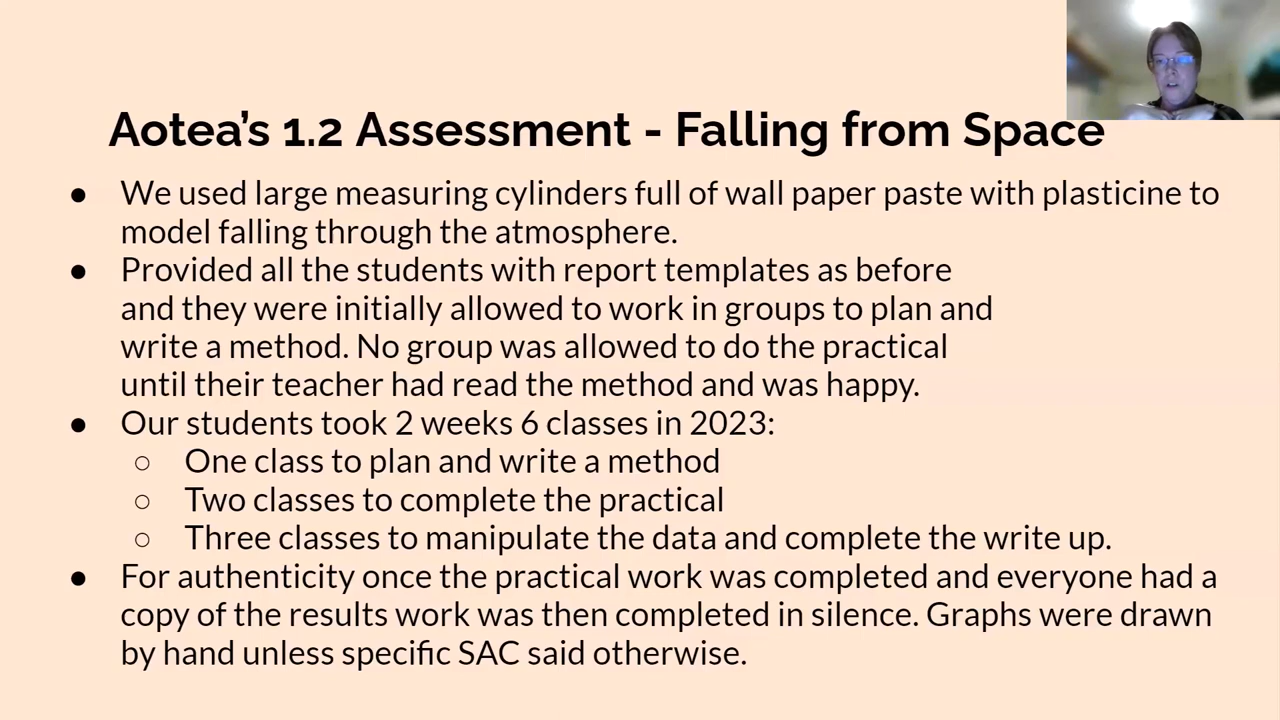 Aotea's 1.2 Assessment - Falling from Space
● We used large measuring cylinders full of wall paper paste with plasticine to
model falling through the atmosphere.
● Provided all the students with report templates as before
and they were initially allowed to work in groups to plan and
write a method. No group was allowed to do the practical
until their teacher had read the method and was happy.
● Our students took 2 weeks 6 classes in 2023:
○ One class to plan and write a method
○ Two classes to complete the practical
○ Three classes to manipulate the data and complete the write up.
● For authenticity once the practical work was completed and everyone had a
copy of the results work was then completed in silence. Graphs were drawn
by hand unless specific SAC said otherwise.